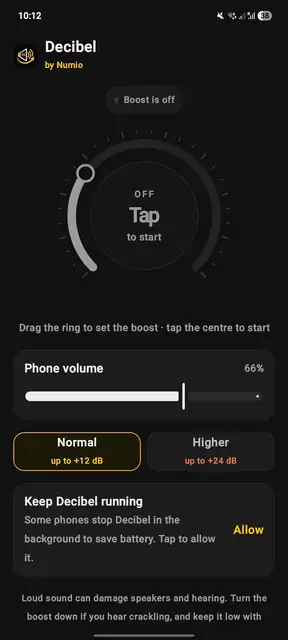 10:12
38
Decibel
by Numio
Boost is off
OFF
Tap
to start
Drag the ring to set the boost · tap the centre to start
Phone volume
66%
Normal
up to +12 dB
Higher
up to +24 dB
Keep Decibel running
Some phones stop Decibel in the
background to save battery. Tap to allow
it.
Allow
Loud sound can damage speakers and hearing. Turn the
boost down if you hear crackling, and keep it low with